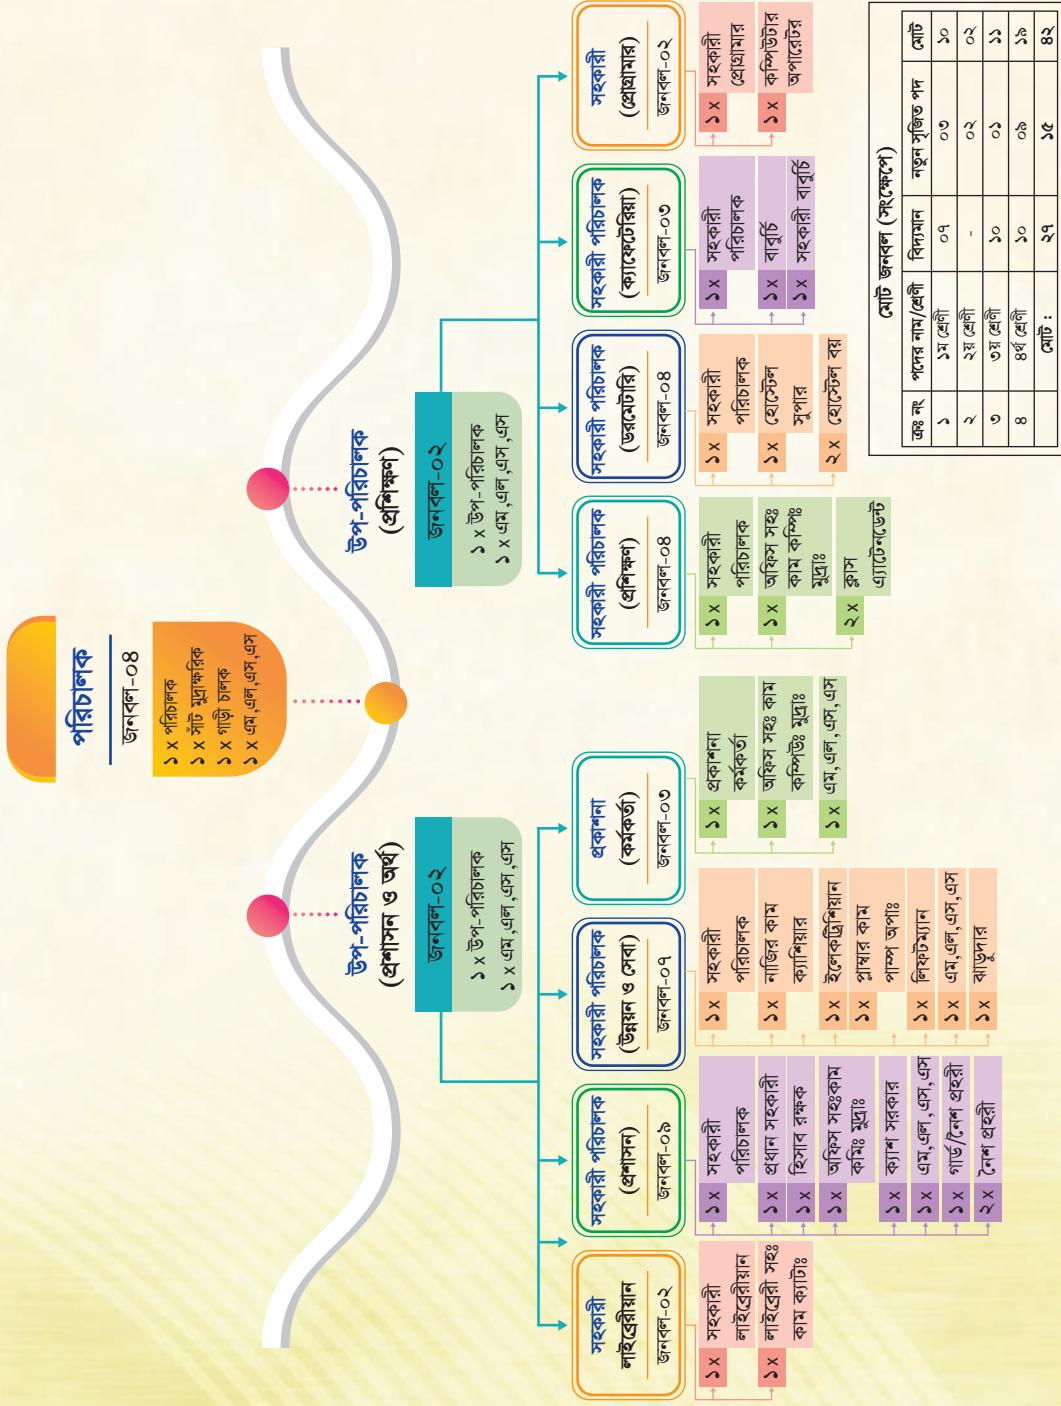 পরিচালক
জনবল-০৪
১ x পরিচালক
১ x সাঁট মুদ্রাক্ষরিক
১ x গাড়ী চালক
১ x এম,এল,এস,এস
উপ-পরিচালক
(প্রশাসন ও অর্থ)
জনবল-০২
১ x উপ-পরিচালক
১ x এম,এল,এস,এস
উপ-পরিচালক
(প্রশিক্ষণ)
জনবল-০২
১ x উপ-পরিচালক
১ x এম,এল,এস,এস
সহকারী
লাইব্রেরীয়ান
জনবল-০২
১ x সহকারী
লাইব্রেরীয়ান
১ x লাইব্রেরী সহঃ
কাম ক্যাটাঃ
সহকারী পরিচালক
(প্রশাসন)
জনবল-০৯
১ x সহকারী
পরিচালক
১ x প্রধান সহকারী
১ x হিসাব রক্ষক
১ x অফিস সহঃকাম
কমিঃ মুদ্রাঃ
১ x ক্যাশ সরকার
১ x এম,এল,এস,এস
১ x গার্ড/নৈশ প্রহরী
২ x নৈশ প্রহরী
সহকারী পরিচালক
(উন্নয়ন ও সেবা)
জনবল-০৭
১ x সহকারী
পরিচালক
১ x নাজির কাম
ক্যাশিয়ার
১ x ইলেকট্রিশিয়ান
১ x প্লাম্বার কাম
পাম্প অপাঃ
১ x লিফটম্যান
১ x এম,এল,এস,এস
১ x ঝাড়ুদার
প্রকাশনা
(কর্মকর্তা)
জনবল-০৩
১ x প্রকাশনা
কর্মকর্তা
১ x অফিস সহঃ কাম
কম্পিউঃ মুদ্রাঃ
১ x এম,এল,এস,এস
সহকারী পরিচালক
(প্রশিক্ষণ)
জনবল-০৪
১ x সহকারী
পরিচালক
১ x অফিস সহঃ
কাম কম্পিঃ
মুদ্রাঃ
২ x ক্লাস
এ্যাটেনডেন্ট
সহকারী পরিচালক
(ডরমেটরি)
জনবল-০৪
১ x সহকারী
পরিচালক
১ x হোস্টেল
সুপার
২ x হোস্টেল বয়
সহকারী পরিচালক
(ক্যাফেটেরিয়া)
জনবল-০৩
১ x সহকারী
পরিচালক
১ x বাবুর্চি
১ x সহকারী বাবুর্চি
সহকারী
(প্রোগ্রামার)
জনবল-০২
১ x সহকারী
প্রোগ্রামার
১ x কম্পিউটার
অপারেটর
মোট জনবল (সংক্ষেপে)
ক্রঃ নং পদের নাম/শ্রেণী বিদ্যমান নতুন সৃজিত পদ মোট
১ ১ম শ্রেণী ০৭ ০৩ ১০
২ ২য় শ্রেণী - ০২ ০২
৩ ৩য় শ্রেণী ১০ ০১ ১১
৪ ৪র্থ শ্রেণী ১০ ০৯ ১৯
মোট : ২৭ ১৫ ৪২